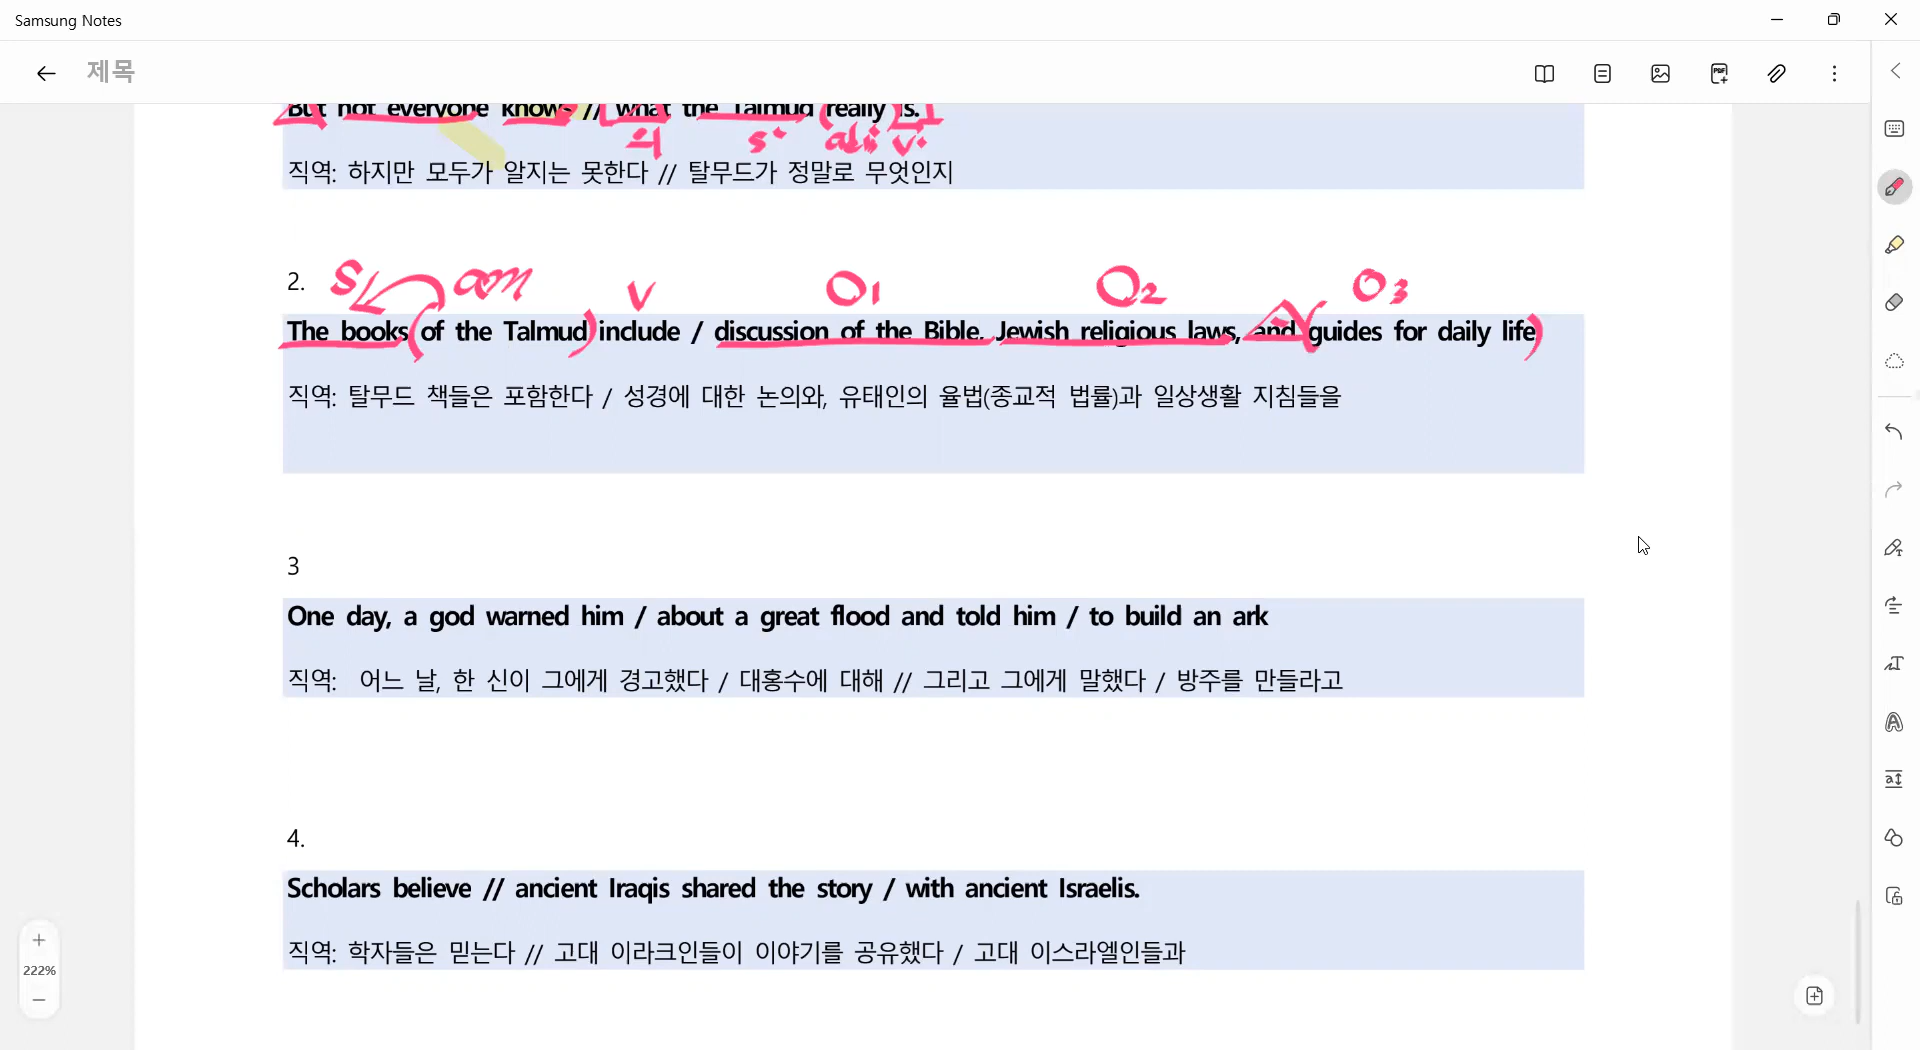 Samsung Notes
제목
But not everyone knows // what the Talmud really is.
의 s v
직역: 하지만 모두가 알지는 못한다 // 탈무드가 정말로 무엇인지
2.
S am V O1 O2 O3
The books of the Talmud include / discussion of the Bible, Jewish religious laws, and guides for daily life
직역: 탈무드 책들은 포함한다 / 성경에 대한 논의와, 유태인의 율법(종교적 법률)과 일상생활 지침들을
3
One day, a god warned him / about a great flood and told him / to build an ark
직역: 어느 날, 한 신이 그에게 경고했다 / 대홍수에 대해 // 그리고 그에게 말했다 / 방주를 만들라고
4.
Scholars believe // ancient Iraqis shared the story / with ancient Israelis.
직역: 학자들은 믿는다 // 고대 이라크인들이 이야기를 공유했다 / 고대 이스라엘인들과
222%